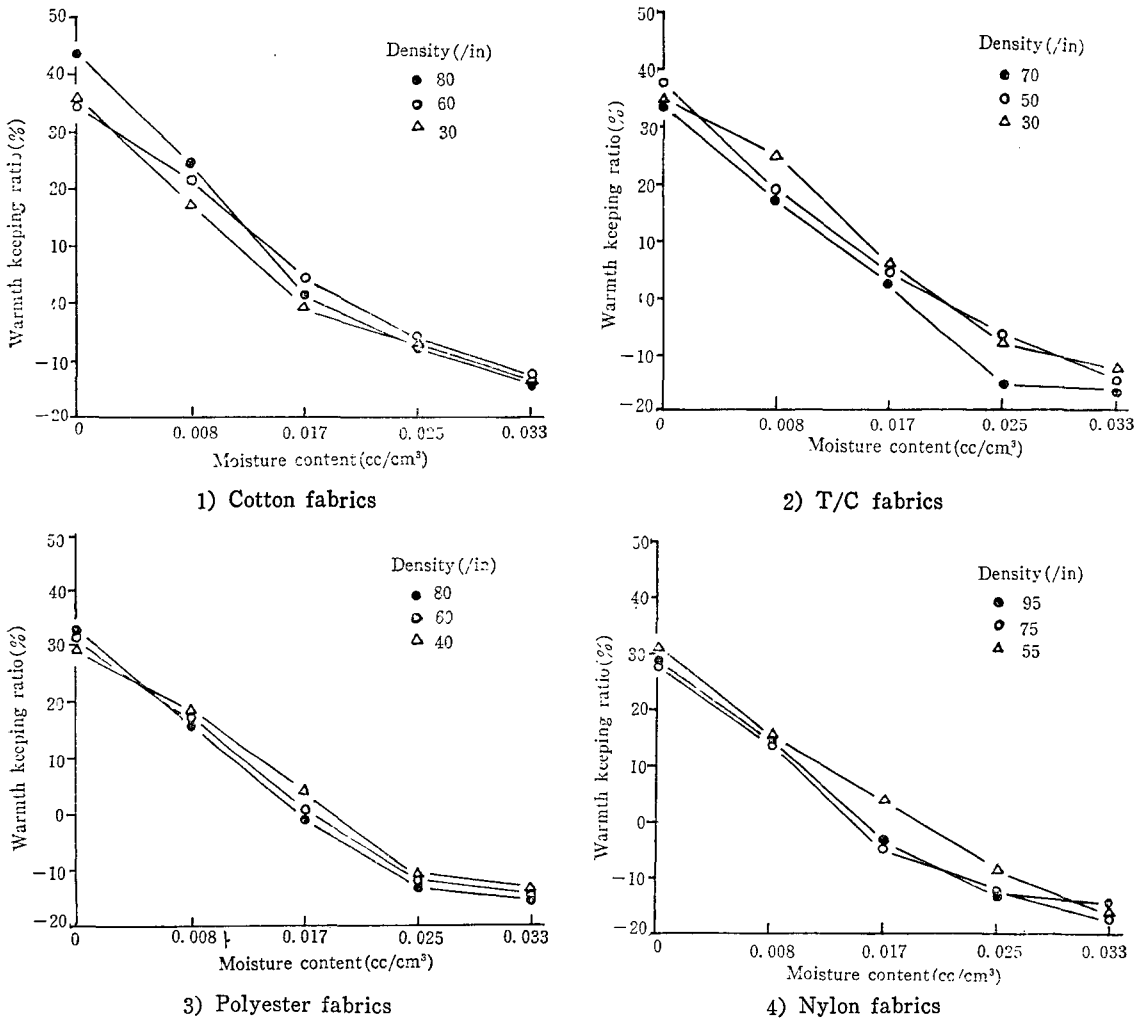 50
40
30
20
10
0
-10
-20
Warmth keeping ratio(%)
Density(/in)
80
60
30
0 0.008 0.017 0.025 0.033
Moisture content(cc/cm³)
1) Cotton fabrics
50
40
30
20
10
0
-10
-20
Warmth keeping ratio(%)
Density(/in)
70
50
30
0 0.008 0.017 0.025 0.033
Moisture content(cc/cm³)
2) T/C fabrics
50
40
30
20
10
0
-10
-20
Warmth keeping ratio(%)
Density(/in)
80
60
40
0 0.008 0.017 0.025 0.033
Moisture content(cc/cm³)
3) Polyester fabrics
50
40
30
20
10
0
-10
-20
Warmth keeping ratio(%)
Density(/in)
95
75
55
0 0.008 0.017 0.025 0.033
Moisture content(cc/cm³)
4) Nylon fabrics